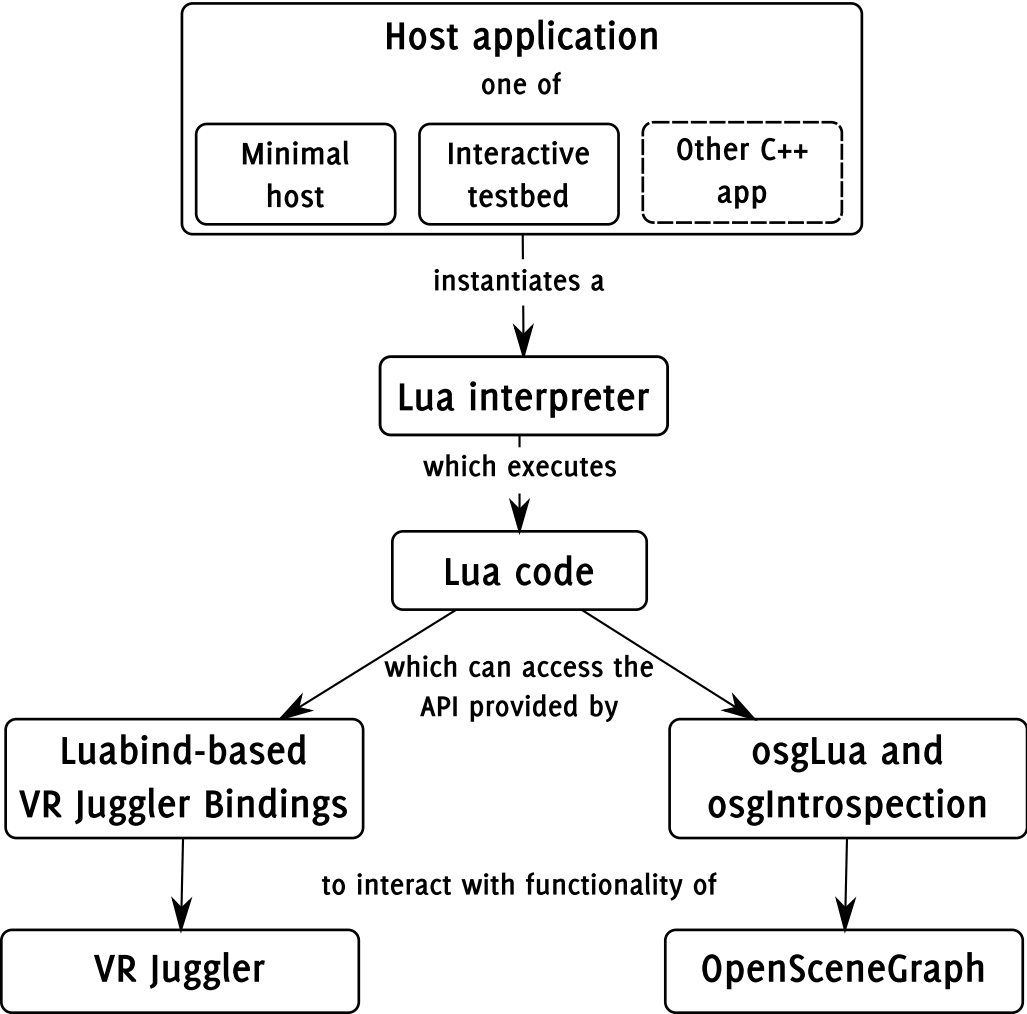 Host application
one of
Minimal
host
Interactive
testbed
Other C++
app
instantiates a
Lua interpreter
which executes
Lua code
which can access the
API provided by
Luabind-based
VR Juggler Bindings
osgLua and
osgIntrospection
to interact with functionality of
VR Juggler
OpenSceneGraph